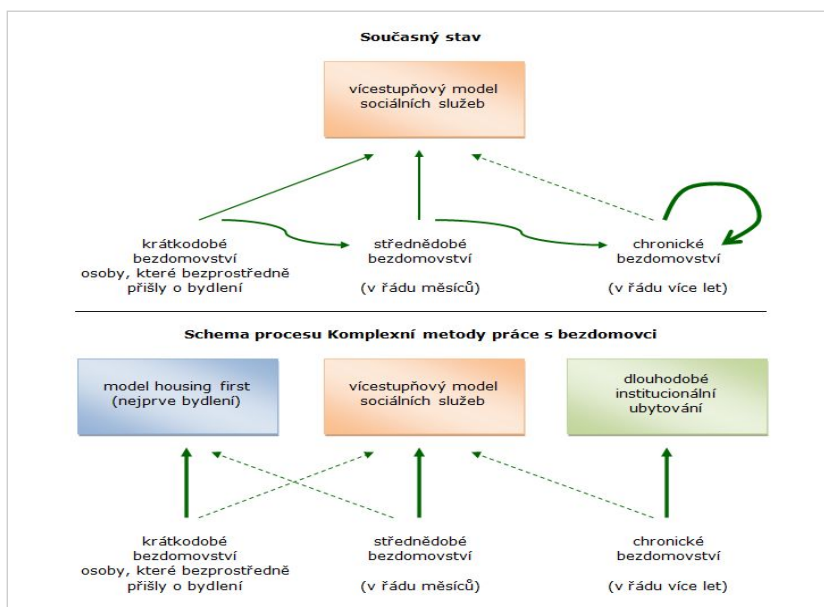 Současný stav
vícestupňový model
sociálních služeb
krátkodobé
bezdomovství
osoby, které bezprostředně
přišly o bydlení
střednědobé
bezdomovství
(v řádu měsíců)
chronické
bezdomovství
(v řádu více let)
Schema procesu Komplexní metody práce s bezdomovci
model housing first
(nejprve bydlení)
vícestupňový model
sociálních služeb
dlouhodobé
institucionální
ubytování
krátkodobé
bezdomovství
osoby, které bezprostředně
přišly o bydlení
střednědobé
bezdomovství
(v řádu měsíců)
chronické
bezdomovství
(v řádu více let)